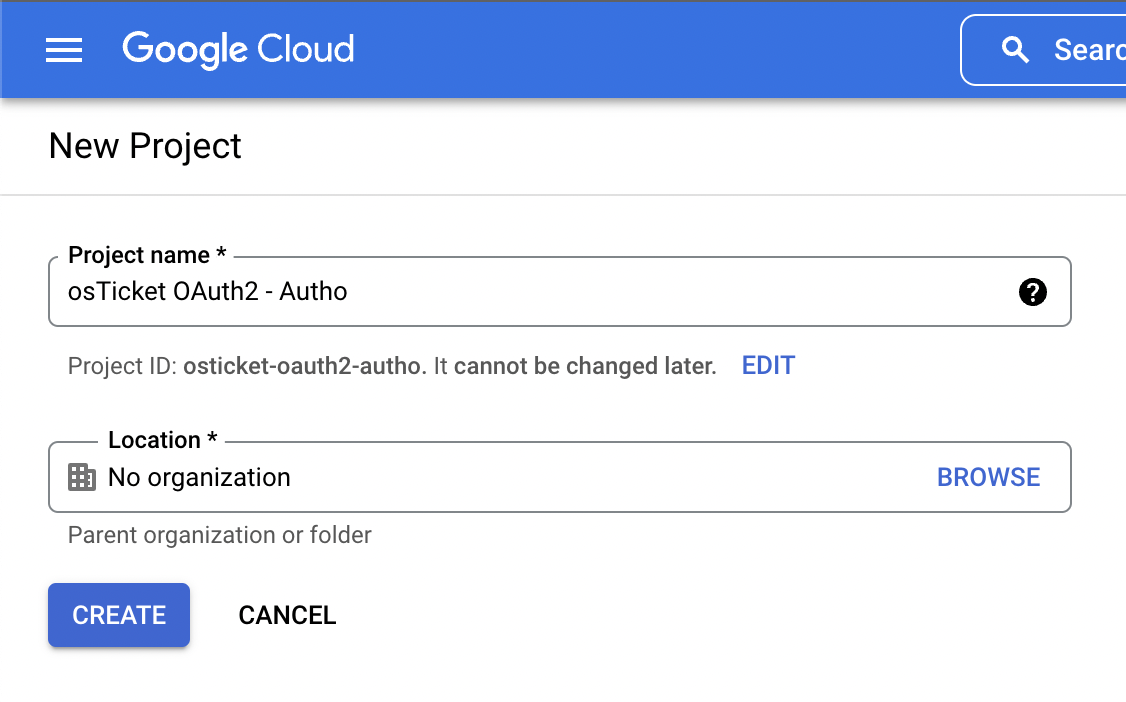 Google Cloud
Searc
New Project
Project name *
osTicket OAuth2 - Autho
?
Project ID: osticket-oauth2-autho. It cannot be changed later. EDIT
Location *
No organization BROWSE
Parent organization or folder
CREATE CANCEL